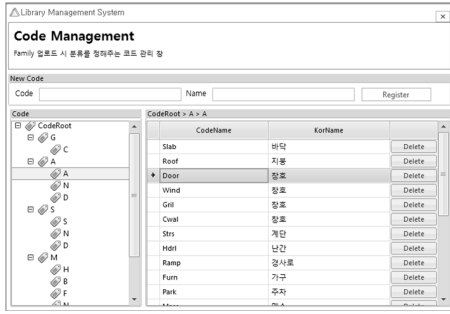 Library Management System
Code Management
Family 업로드 시 분류를 정해주는 코드 관리 창
New Code
Code
Name
Register
Code
CodeRoot
G
C
A
A
N
D
S
S
N
D
M
H
B
F
N
CodeRoot > A > A
CodeName KorName
Slab 바닥 Delete
Roof 지붕 Delete
Door 창호 Delete
Wind 창호 Delete
Gril 창호 Delete
Cwal 창호 Delete
Strs 계단 Delete
Hdrl 난간 Delete
Ramp 경사로 Delete
Furn 가구 Delete
Park 주차 Delete